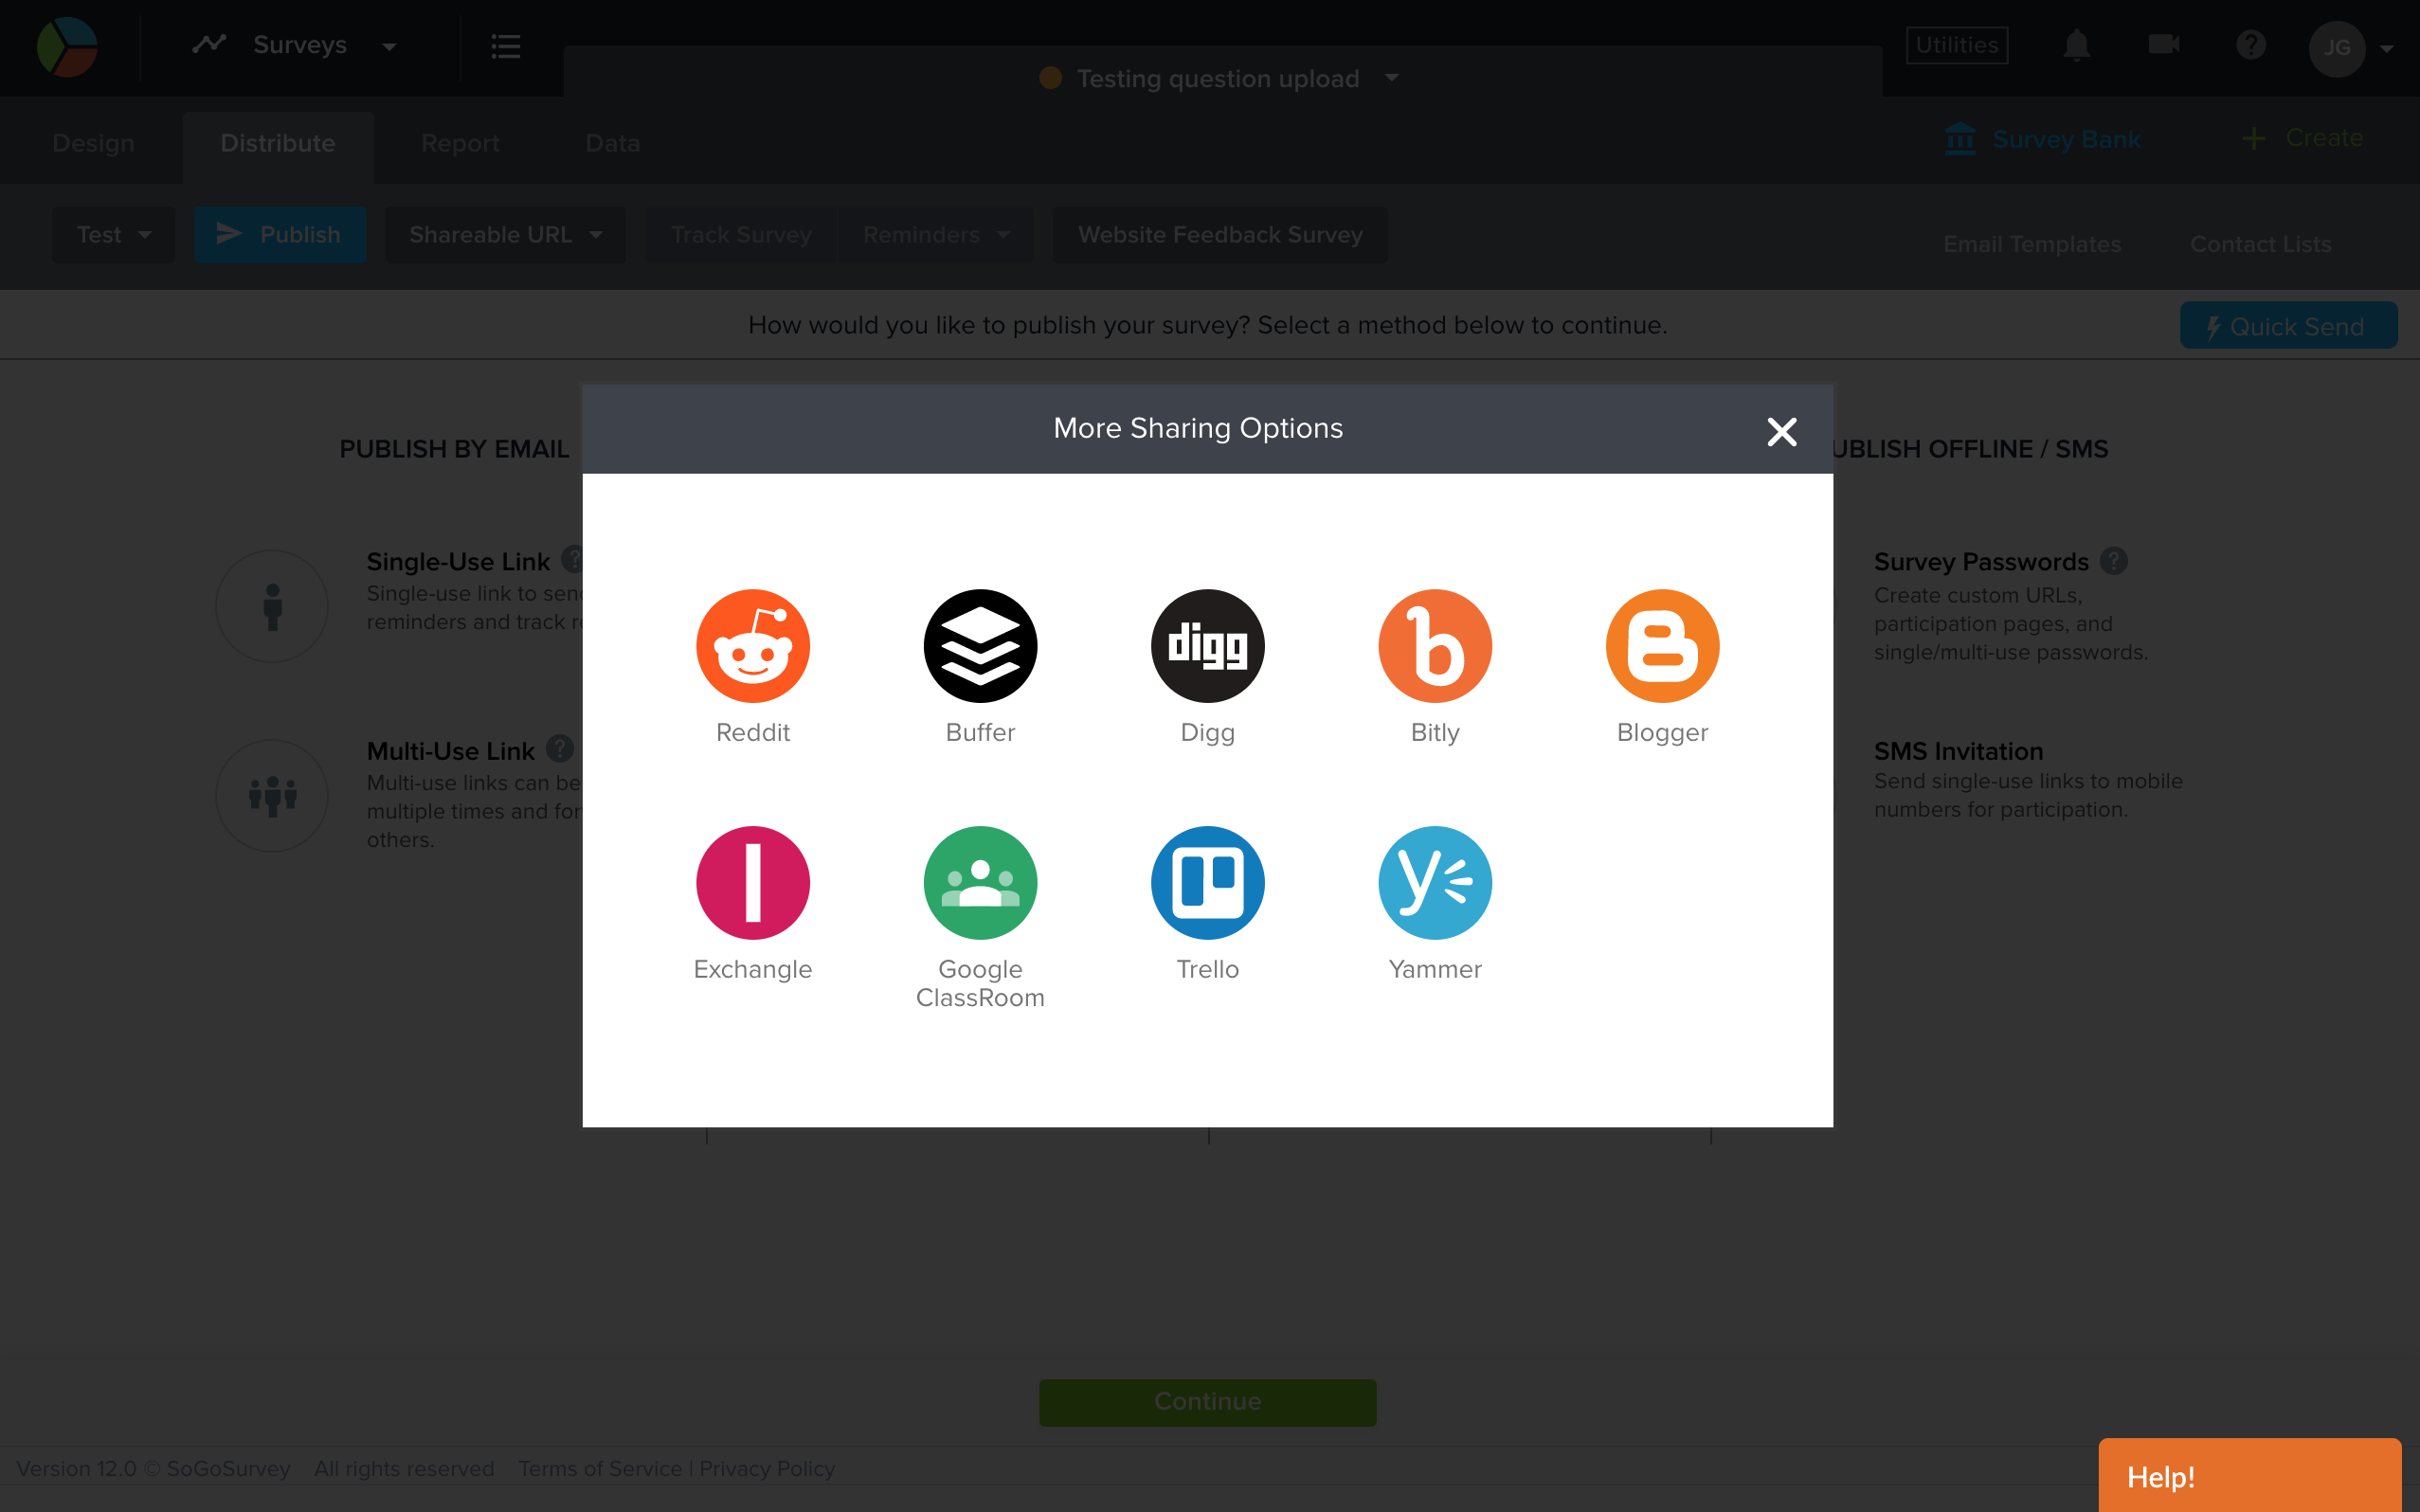 Surveys
Testing question upload
Utilities
JG
Design
Distribute
Report
Data
Survey Bank
Create
Test
Publish
Shareable URL
Track Survey
Reminders
Website Feedback Survey
Email Templates
Contact Lists
How would you like to publish your survey? Select a method below to continue.
Quick Send
More Sharing Options
PUBLISH BY EMAIL
UBLISH OFFLINE / SMS
Single-Use Link ?
Single-use link to send
reminders and track r
Multi-Use Link ?
Multi-use links can be
multiple times and for
others.
digg
Reddit
Buffer
Digg
Bitly
Blogger
Exchangle
Google
ClassRoom
Trello
Yammer
Survey Passwords ?
Create custom URLs,
participation pages, and
single/multi-use passwords.
SMS Invitation
Send single-use links to mobile
numbers for participation.
Continue
Version 12.0 © SoGoSurvey All rights reserved Terms of Service | Privacy Policy
Help!